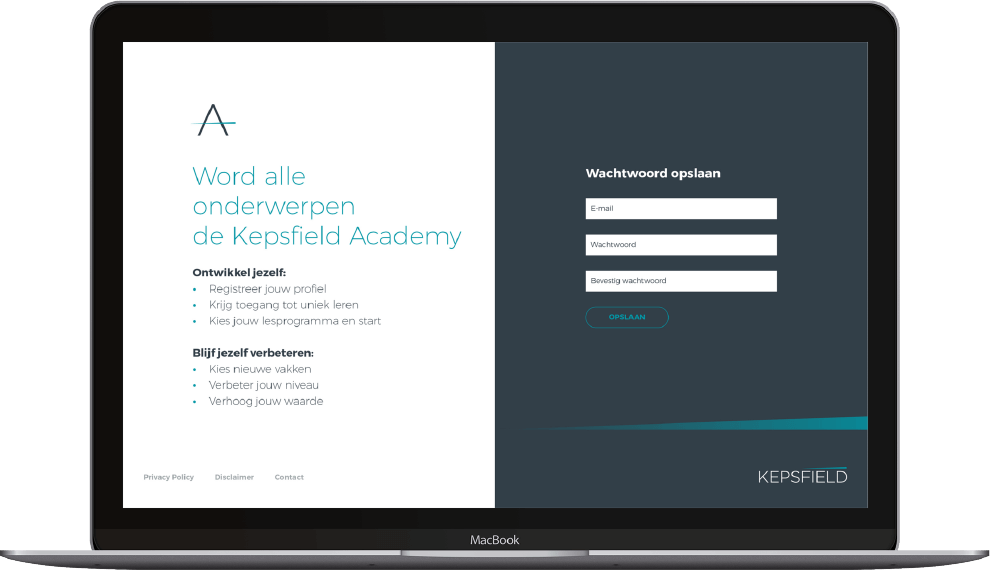 Word alle
onderwerpen
de Kepsfield Academy
Ontwikkel jezelf:
• Registreer jouw profiel
• Krijg toegang tot uniek leren
• Kies jouw lesprogramma en start
Blijf jezelf verbeteren:
• Kies nieuwe vakken
• Verbeter jouw niveau
• Verhoog jouw waarde
Privacy Policy Disclaimer Contact
Wachtwoord opslaan
E-mail
Wachtwoord
Bevestig wachtwoord
OPSLAAN
KEPSFIELD
MacBook